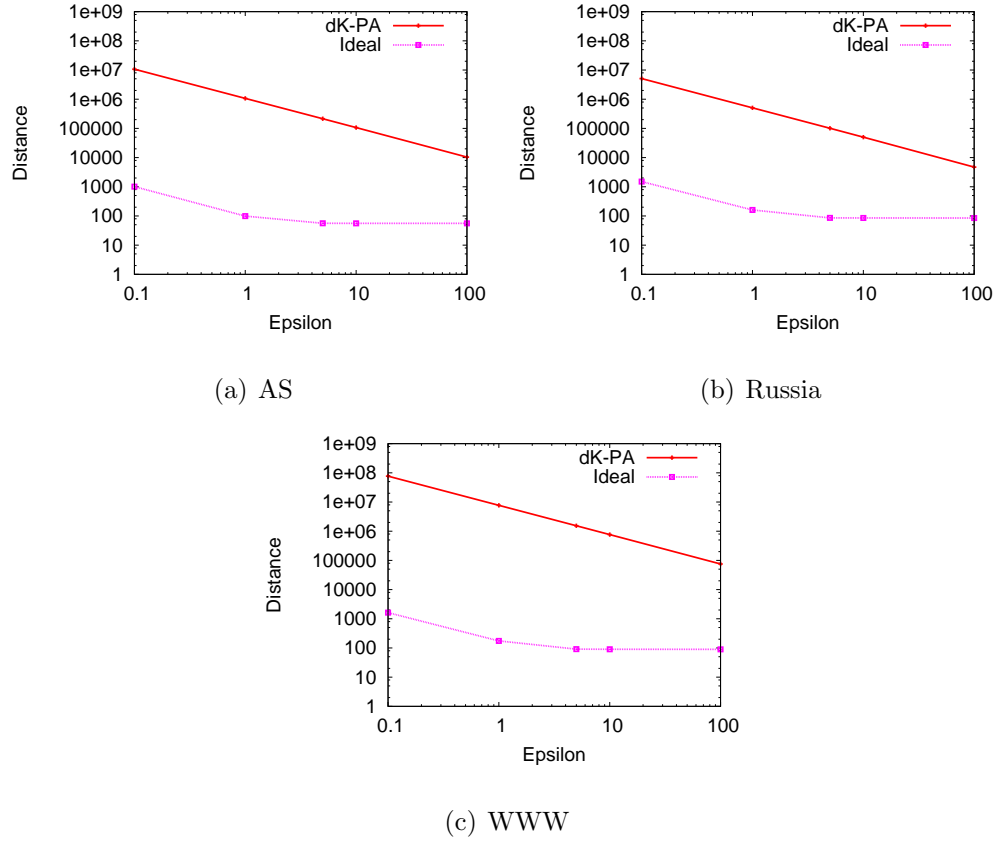 1e+09
1e+08
1e+07
1e+06
100000
10000
1000
100
10
1
Distance
dK-PA
Ideal
0.1 1 10 100
Epsilon
(a) AS
1e+09
1e+08
1e+07
1e+06
100000
10000
1000
100
10
1
Distance
dK-PA
Ideal
0.1 1 10 100
Epsilon
(b) Russia
1e+09
1e+08
1e+07
1e+06
100000
10000
1000
100
10
1
Distance
dK-PA
Ideal
0.1 1 10 100
Epsilon
(c) WWW